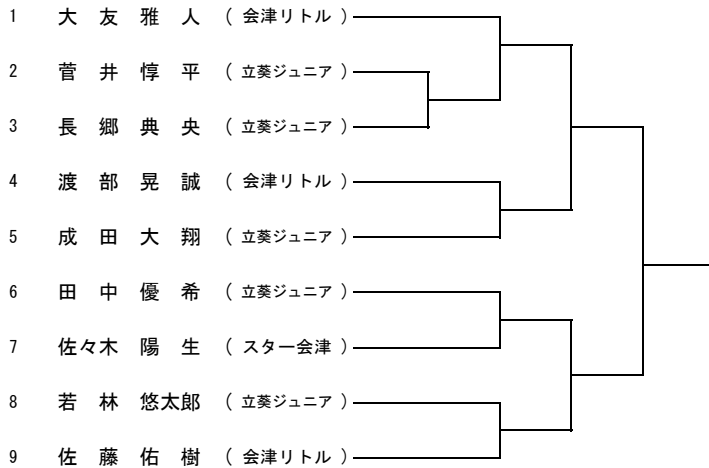 1 大 友 雅 人 ( 会津リトル )
2 菅 井 惇 平 ( 立葵ジュニア )
3 長 郷 典 央 ( 立葵ジュニア )
4 渡 部 晃 誠 ( 会津リトル )
5 成 田 大 翔 ( 立葵ジュニア )
6 田 中 優 希 ( 立葵ジュニア )
7 佐々木 陽 生 ( スター会津 )
8 若 林 悠太郎 ( 立葵ジュニア )
9 佐 藤 佑 樹 ( 会津リトル )